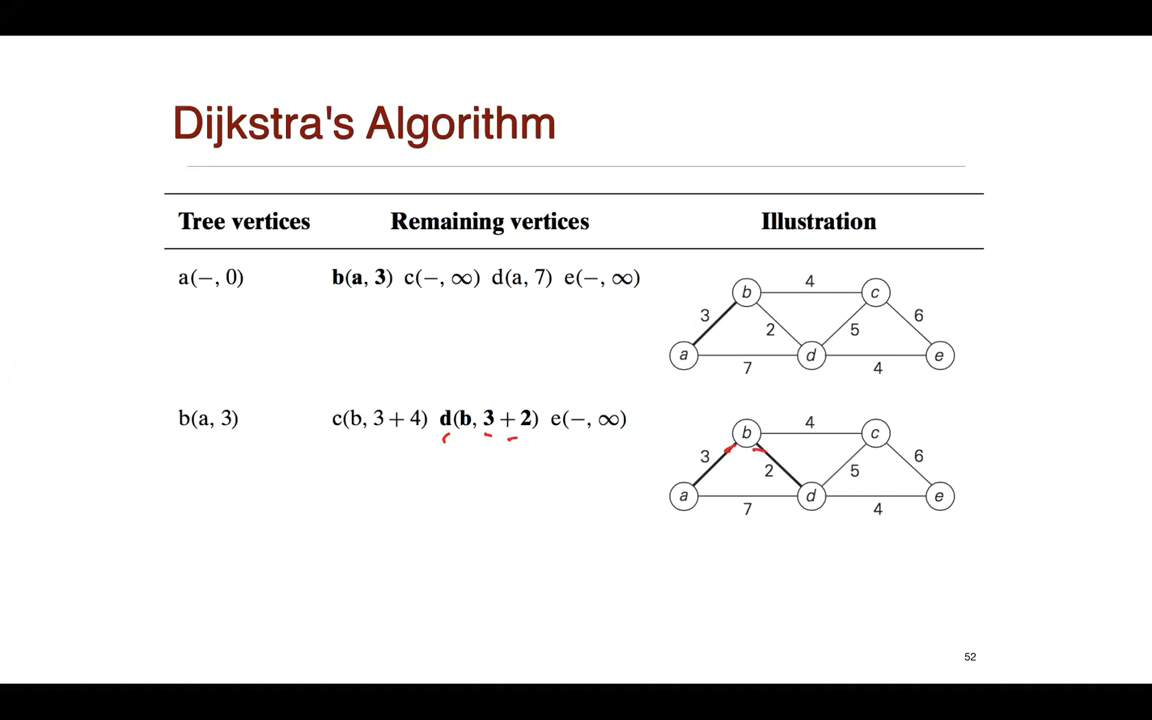 Dijkstra's Algorithm
Tree vertices Remaining vertices Illustration
a(−, 0) b(a, 3) c(−, ∞) d(a, 7) e(−, ∞)
4
b c
3 2 5 6
a d e
7 4
b(a, 3) c(b, 3 + 4) d(b, 3 + 2) e(−, ∞)
4
b c
3 2 5 6
a d e
7 4
52